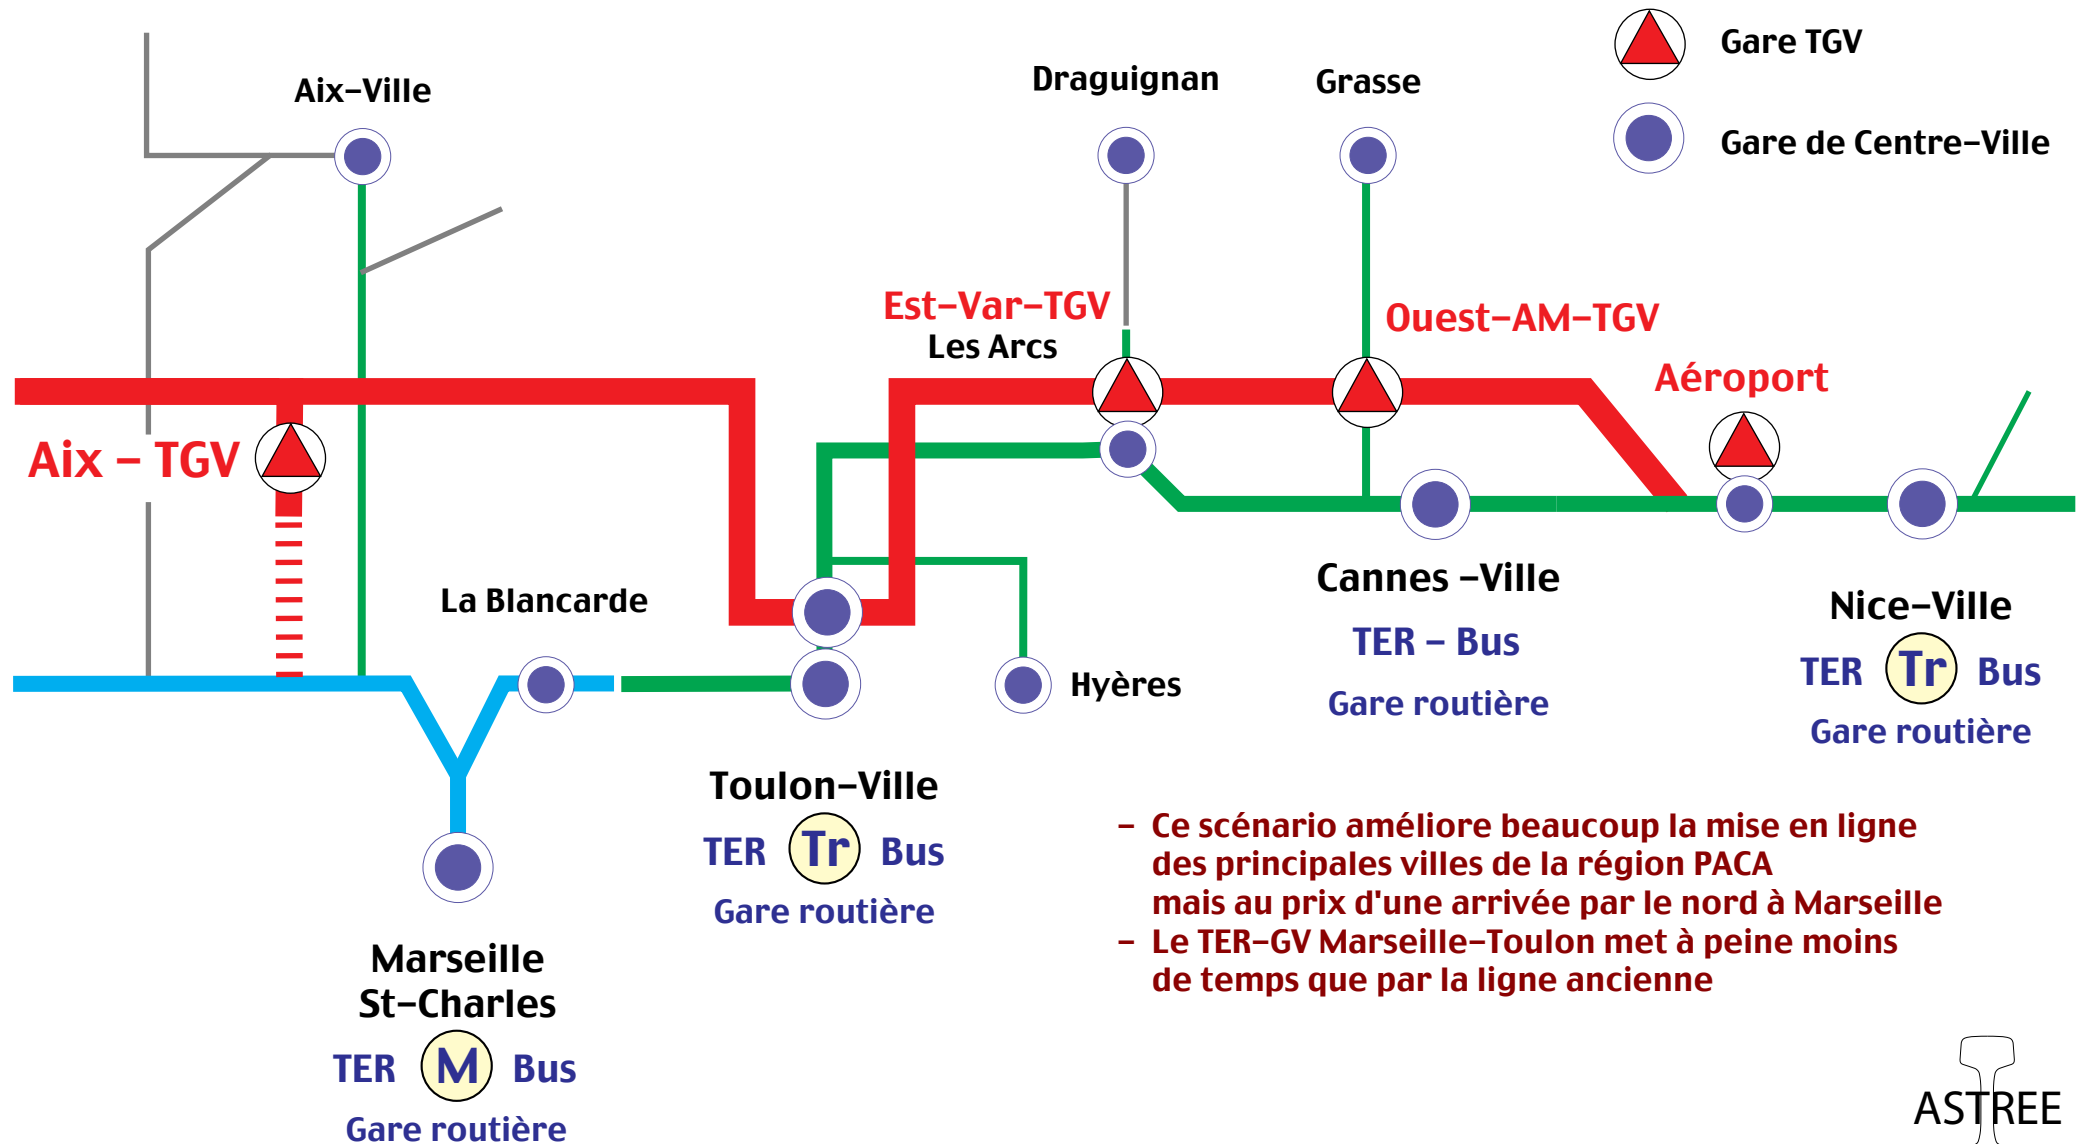 Gare TGV
Gare de Centre-Ville
Aix-Ville
Draguignan
Grasse
Est-Var-TGV
Les Arcs
Ouest-AM-TGV
Aéroport
Aix - TGV
La Blancarde
Hyères
Cannes -Ville
TER - Bus
Gare routière
Nice-Ville
TER Tr Bus
Gare routière
Toulon-Ville
TER Tr Bus
Gare routière
Marseille
St-Charles
TER M Bus
Gare routière
- Ce scénario améliore beaucoup la mise en ligne
des principales villes de la région PACA
mais au prix d'une arrivée par le nord à Marseille
- Le TER-GV Marseille-Toulon met à peine moins
de temps que par la ligne ancienne
ASTREE